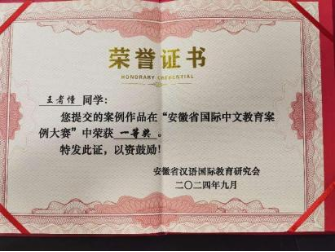 荣誉证书
HONORARY CREDENTIAL
同学:
您提交的案例作品在“安徽省国际中文教育案
例大赛”中荣获 一等奖 。
特发此证,以资鼓励!
安徽省汉语国际教育研究会
二〇二四年九月